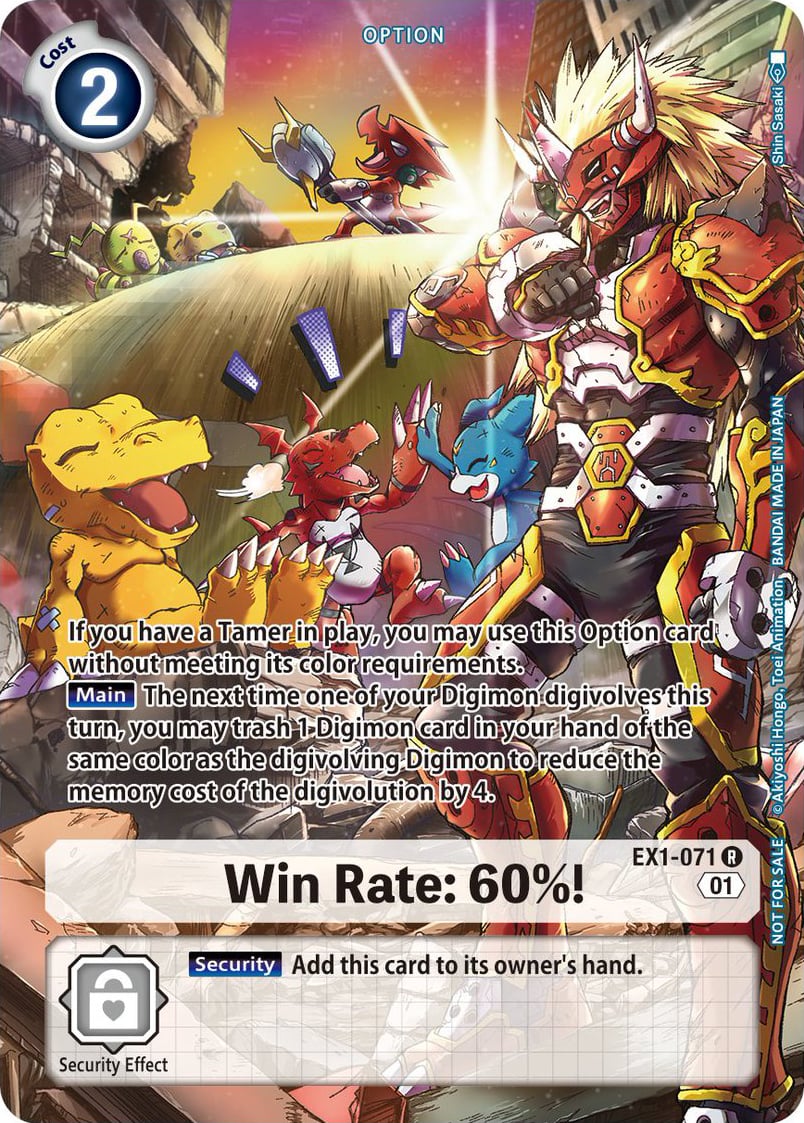 OPTION
Cost
2
Shin Sasaki
If you have a Tamer in play, you may use this Option card
without meeting its color requirements.
Main The next time one of your Digimon digivolves this
turn, you may trash 1 Digimon card in your hand of the
same color as the digivolving Digimon to reduce the
memory cost of the digivolution by 4.
NOT FOR SALE ©Akiyoshi Hongo, Toei Animation BANDAI MADE IN JAPAN
EX1-071 R
01
Win Rate: 60%!
Security Add this card to its owner's hand.
Security Effect